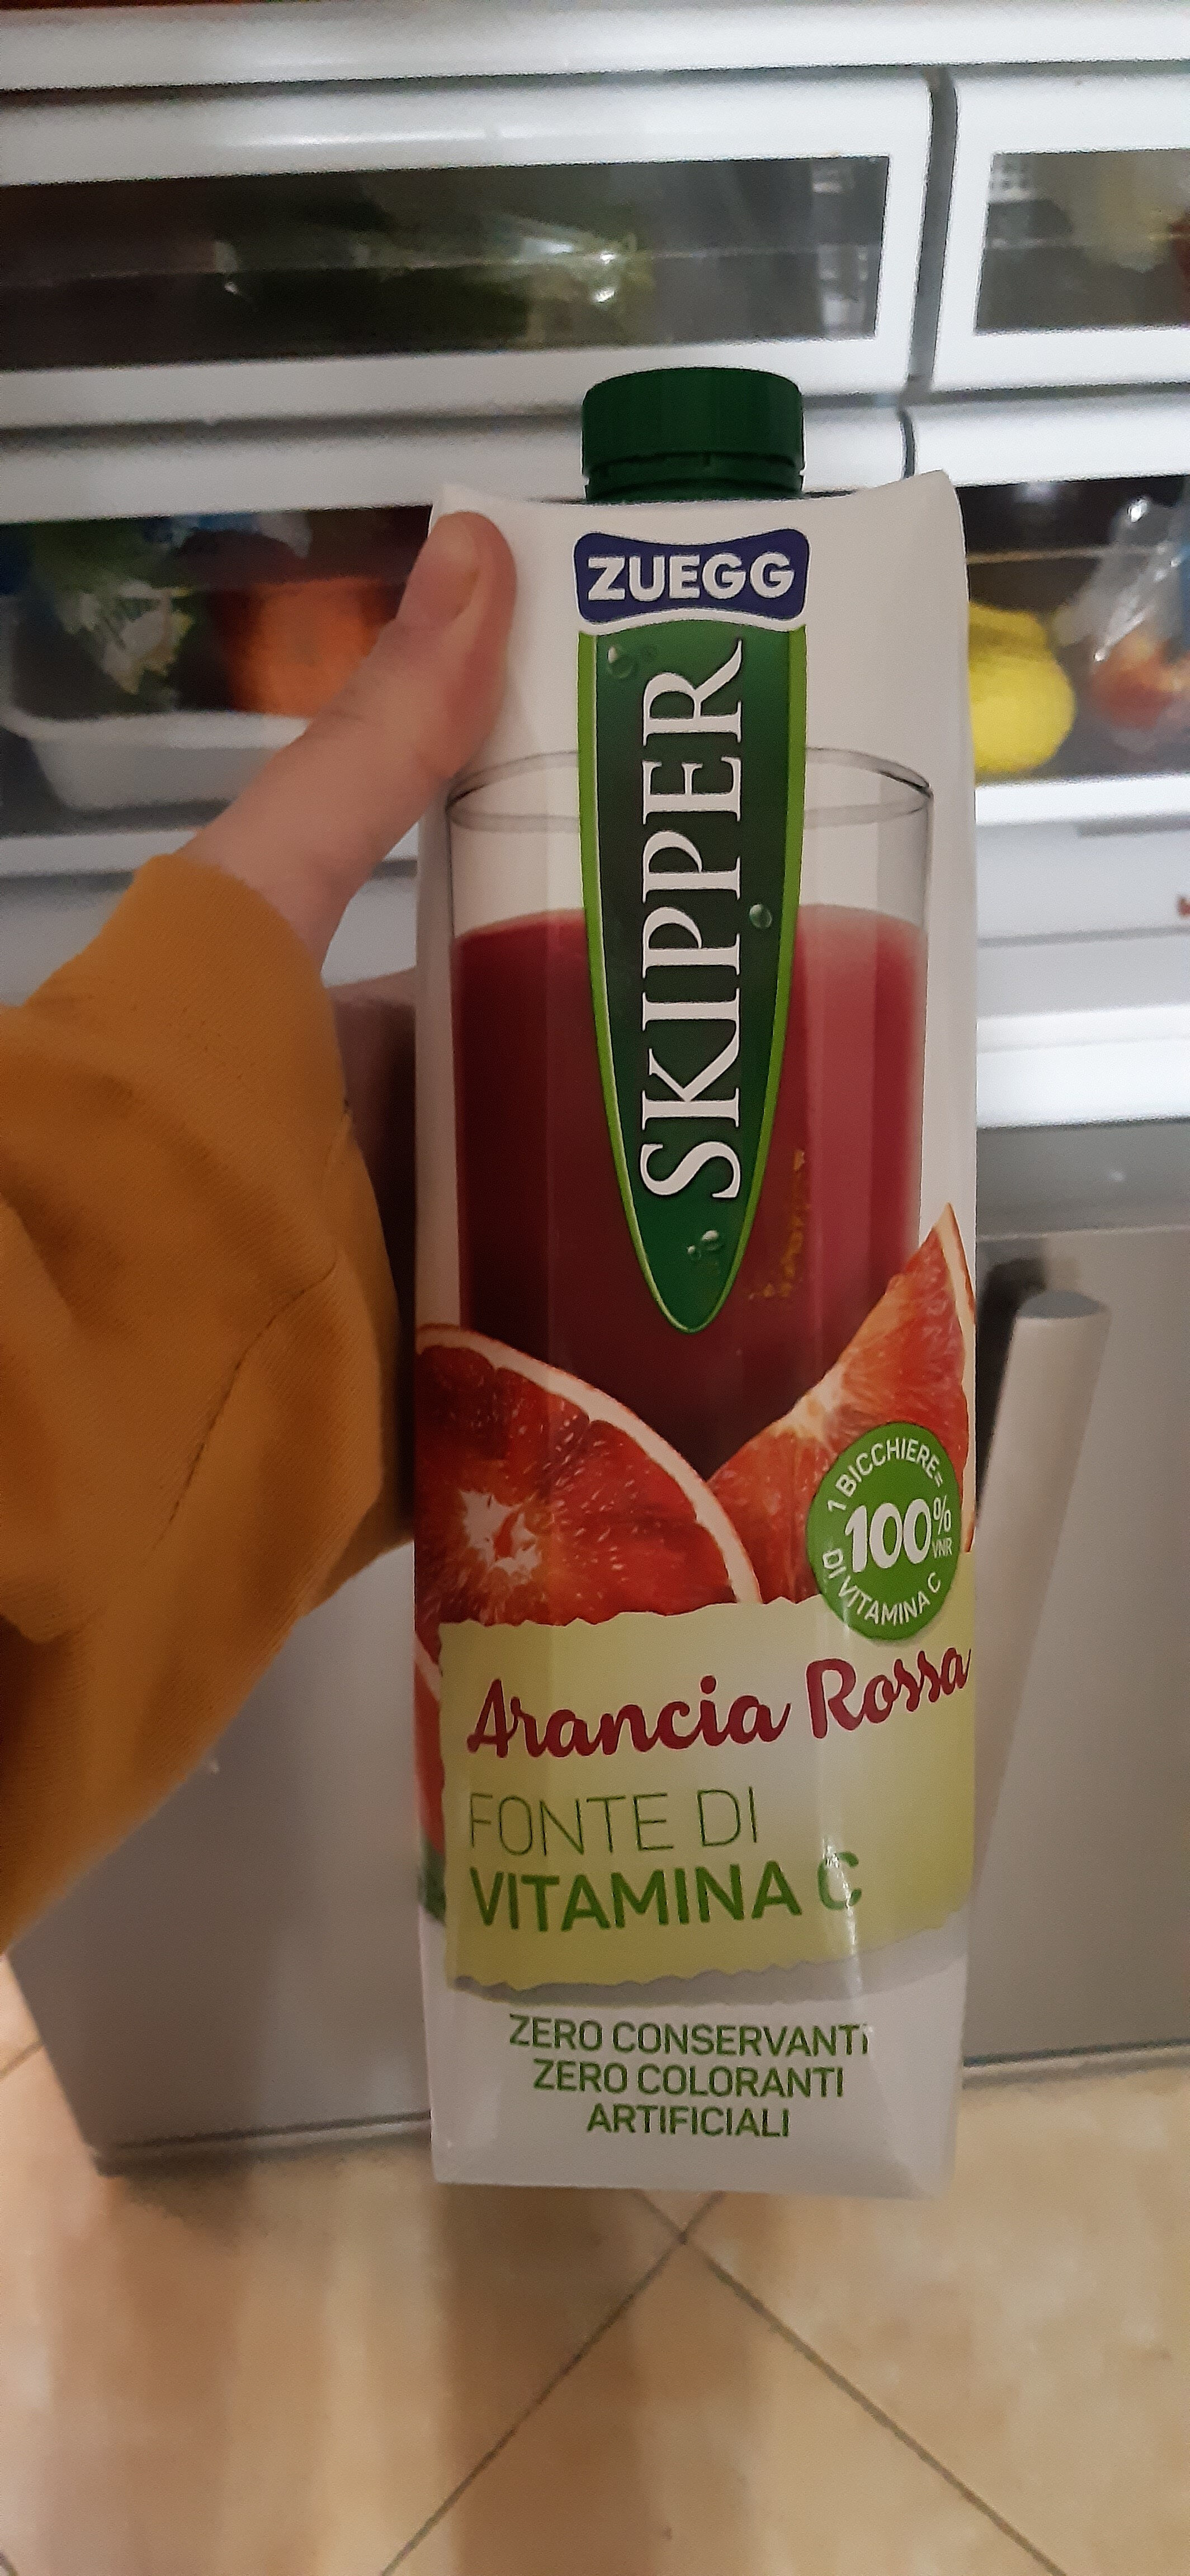 ZUEGG
SKIPPER
1 BICCHIERE=
100%
VNR
DI VITAMINA C
Arancia Rossa
FONTE DI
VITAMINA C
ZERO CONSERVANTI
ZERO COLORANTI
ARTIFICIALI